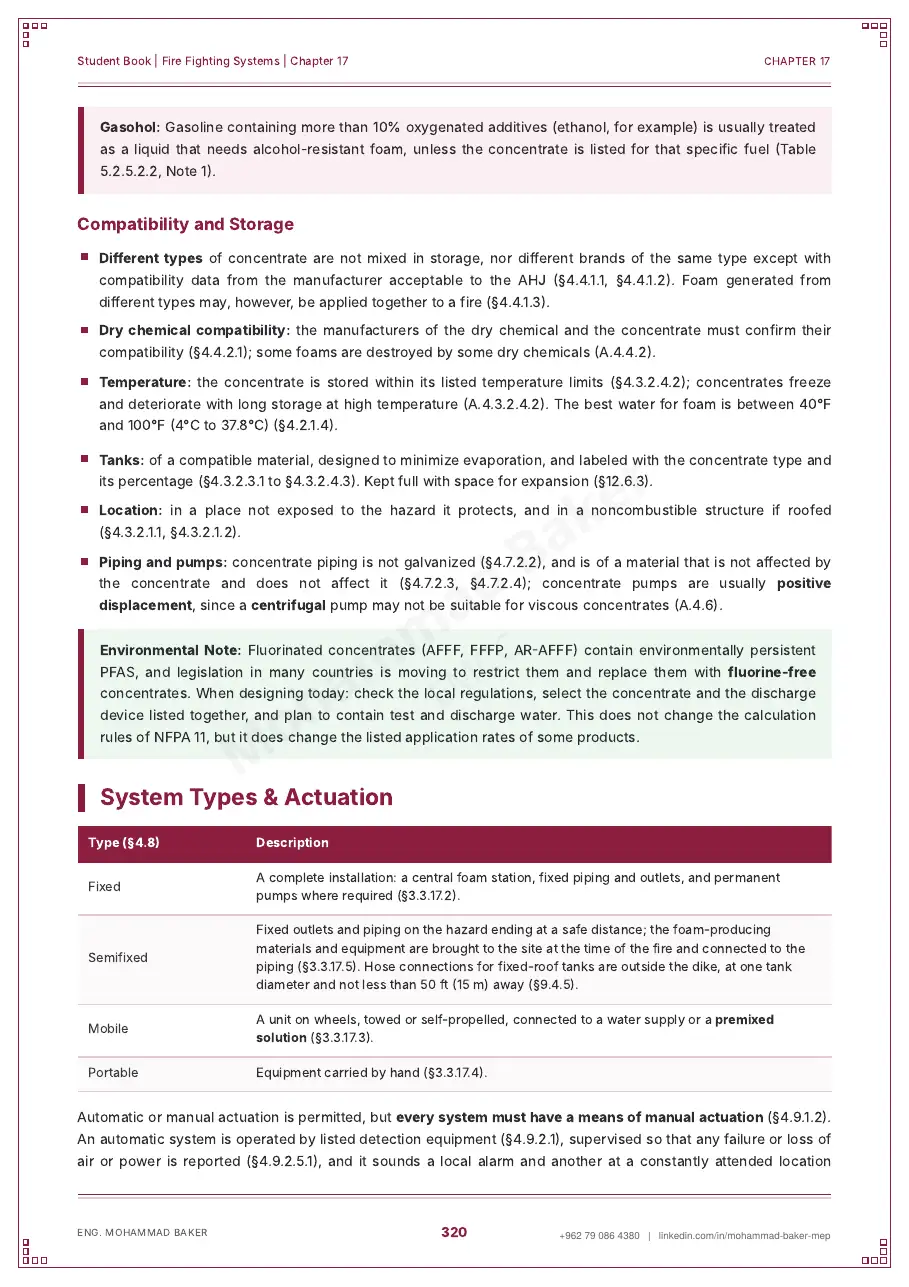 Student Book | Fire Fighting Systems | Chapter 17
CHAPTER 17
Gasohol: Gasoline containing more than 10% oxygenated additives (ethanol, for example) is usually treated
as a liquid that needs alcohol-resistant foam, unless the concentrate is listed for that specific fuel (Table
5.2.5.2.2, Note 1).
Compatibility and Storage
Different types of concentrate are not mixed in storage, nor different brands of the same type except with
compatibility data from the manufacturer acceptable to the AHJ (§4.4.1.1, §4.4.1.2). Foam generated from
different types may, however, be applied together to a fire (§4.4.1.3).
Dry chemical compatibility: the manufacturers of the dry chemical and the concentrate must confirm their
compatibility (§4.4.2.1); some foams are destroyed by some dry chemicals (A.4.4.2).
Temperature: the concentrate is stored within its listed temperature limits (§4.3.2.4.2); concentrates freeze
and deteriorate with long storage at high temperature (A.4.3.2.4.2). The best water for foam is between 40°F
and 100°F (4°C to 37.8°C) (§4.2.1.4).
Tanks: of a compatible material, designed to minimize evaporation, and labeled with the concentrate type and
its percentage (§4.3.2.3.1 to §4.3.2.4.3). Kept full with space for expansion (§12.6.3).
Location: in a place not exposed to the hazard it protects, and in a noncombustible structure if roofed
(§4.3.2.1.1, §4.3.2.1.2).
Piping and pumps: concentrate piping is not galvanized (§4.7.2.2), and is of a material that is not affected by
the concentrate and does not affect it (§4.7.2.3, §4.7.2.4); concentrate pumps are usually positive
displacement, since a centrifugal pump may not be suitable for viscous concentrates (A.4.6).
Environmental Note: Fluorinated concentrates (AFFF, FFFP, AR-AFFF) contain environmentally persistent
PFAS, and legislation in many countries is moving to restrict them and replace them with fluorine-free
concentrates. When designing today: check the local regulations, select the concentrate and the discharge
device listed together, and plan to contain test and discharge water. This does not change the calculation
rules of NFPA 11, but it does change the listed application rates of some products.
System Types & Actuation
Type (§4.8) Description
Fixed
A complete installation: a central foam station, fixed piping and outlets, and permanent
pumps where required (§3.3.17.2).
Semifixed
Fixed outlets and piping on the hazard ending at a safe distance; the foam-producing
materials and equipment are brought to the site at the time of the fire and connected to the
piping (§3.3.17.5). Hose connections for fixed-roof tanks are outside the dike, at one tank
diameter and not less than 50 ft (15 m) away (§9.4.5).
Mobile
A unit on wheels, towed or self-propelled, connected to a water supply or a premixed
solution (§3.3.17.3).
Portable
Equipment carried by hand (§3.3.17.4).
Automatic or manual actuation is permitted, but every system must have a means of manual actuation (§4.9.1.2).
An automatic system is operated by listed detection equipment (§4.9.2.1), supervised so that any failure or loss of
air or power is reported (§4.9.2.5.1), and it sounds a local alarm and another at a constantly attended location
ENG. MOHAMMAD BAKER
320
+962 79 086 4380 | linkedin.com/in/mohammad-baker-mep